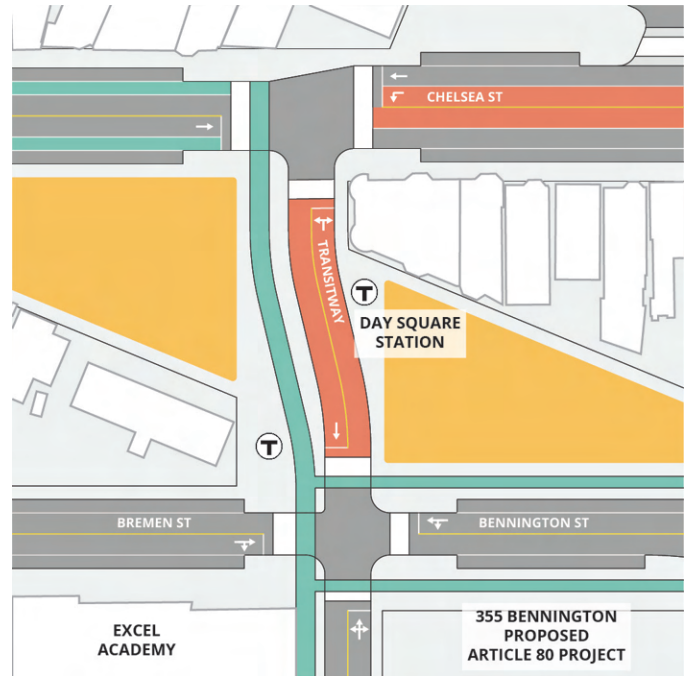 CHELSEA ST
TRANSITWAY
T
DAY SQUARE
STATION
T
BREMEN ST
BENNINGTON ST
EXCEL
ACADEMY
355 BENNINGTON
PROPOSED
ARTICLE 80 PROJECT